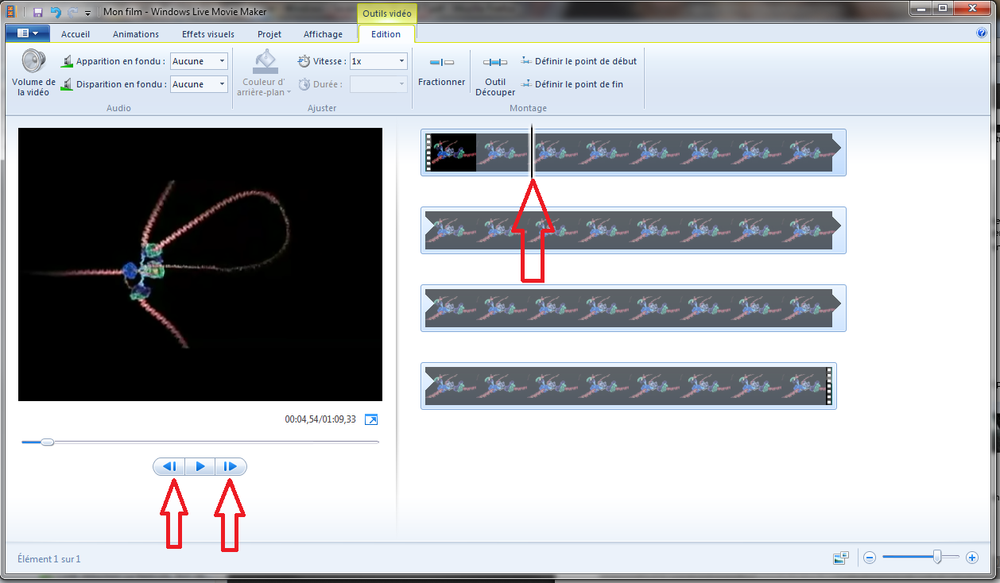 Mon film - Windows Live Movie Maker
Outils vidéo
Accueil Animations Effets visuels Projet Affichage Edition
Volume de la vidéo
Apparition en fondu : Aucune
Disparition en fondu : Aucune
Audio
Couleur d'
arrière-plan
Vitesse : 1x
Durée :
Ajuster
Fractionner
Outil
Découper
Définir le point de début
Définir le point de fin
Montage
00:04,54/01:09,33
Élément 1 sur 1